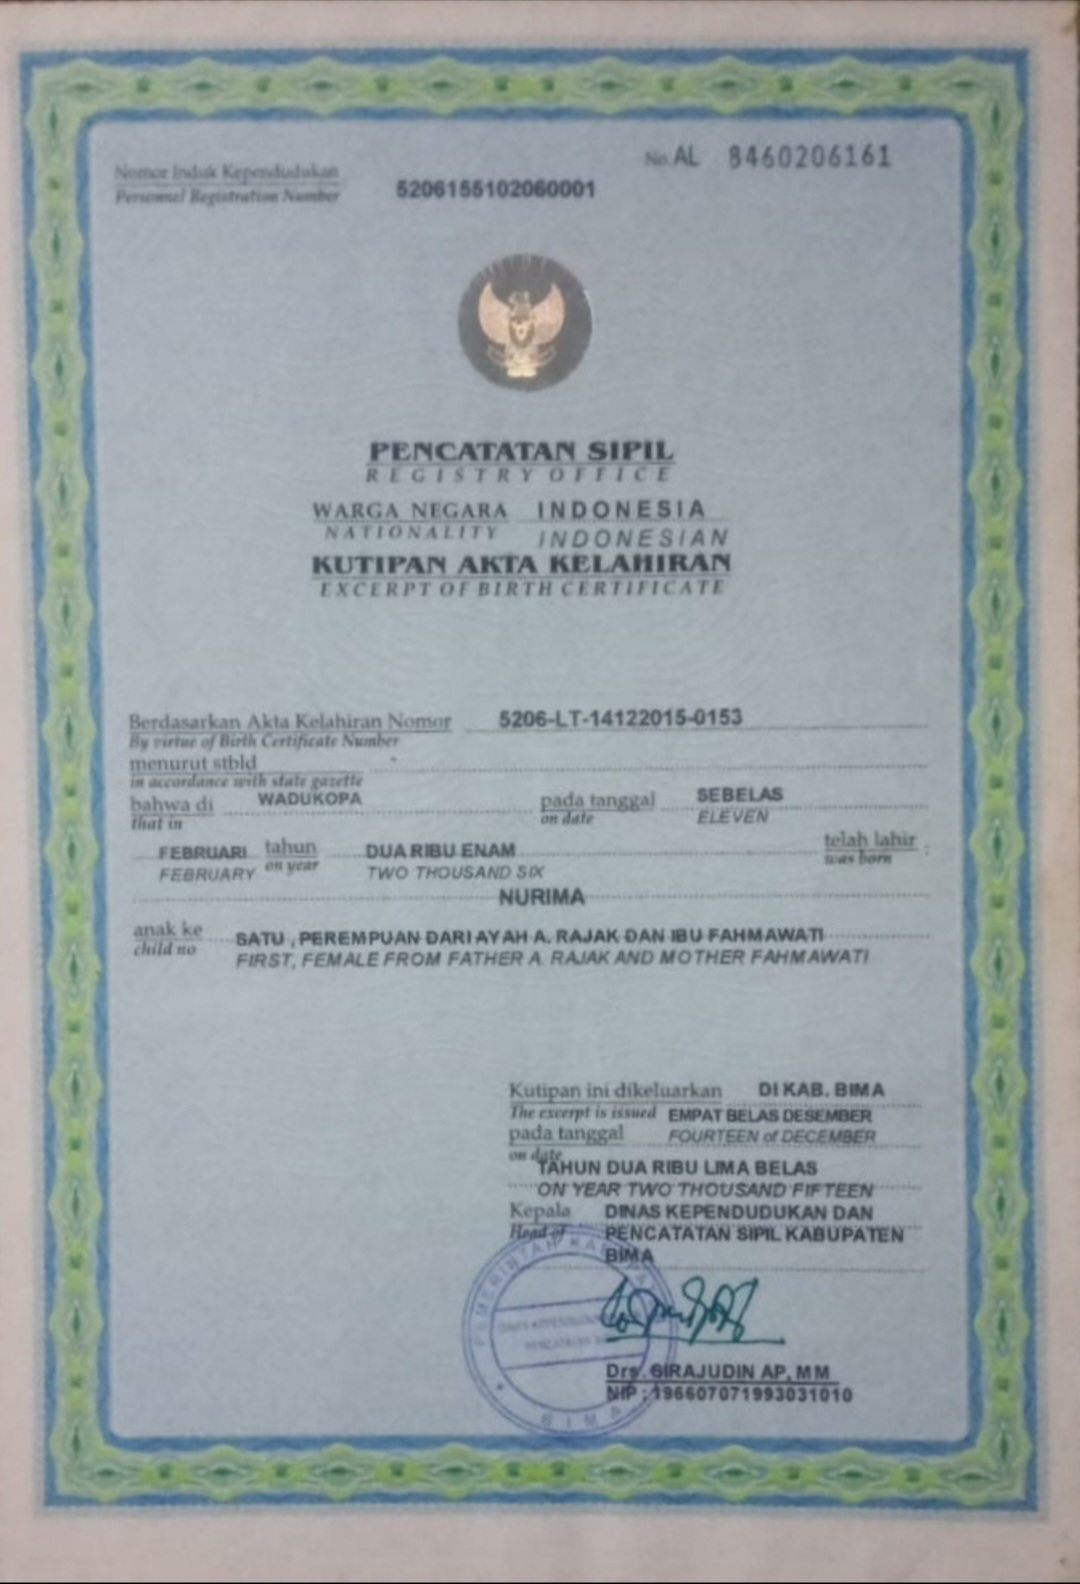 No. AL 8460206161
Nomor Induk Kependudukan
Personnel Registration Number
5206155102060001
PENCATATAN SIPIL
REGISTRY OFFICE
WARGA NEGARA INDONESIA
NATIONALITY INDONESIAN
KUTIPAN AKTA KELAHIRAN
EXCERPT OF BIRTH CERTIFICATE
Berdasarkan Akta Kelahiran Nomor 5206-LT-14122015-0153
By virtue of Birth Certificate Number
menurut stbld
in accordance with state gazette
bahwa di WADUKOPA pada tanggal SEBELAS
that in on date ELEVEN
FEBRUARI tahun DUA RIBU ENAM telah lahir :
FEBRUARY on year TWO THOUSAND SIX was born
NURIMA
anak ke SATU , PEREMPUAN DARI AYAH A. RAJAK DAN IBU FAHMAWATI
child no FIRST, FEMALE FROM FATHER A. RAJAK AND MOTHER FAHMAWATI
Kutipan ini dikeluarkan DI KAB. BIMA
The excerpt is issued EMPAT BELAS DESEMBER
pada tanggal FOURTEEN of DECEMBER
on date
TAHUN DUA RIBU LIMA BELAS
ON YEAR TWO THOUSAND FIFTEEN
Kepala DINAS KEPENDUDUKAN DAN
Head of PENCATATAN SIPIL KABUPATEN
BIMA
PEMERINTAH
BIMA
Drs. SIRAJUDIN AP, MM
NIP : 196607071993031010